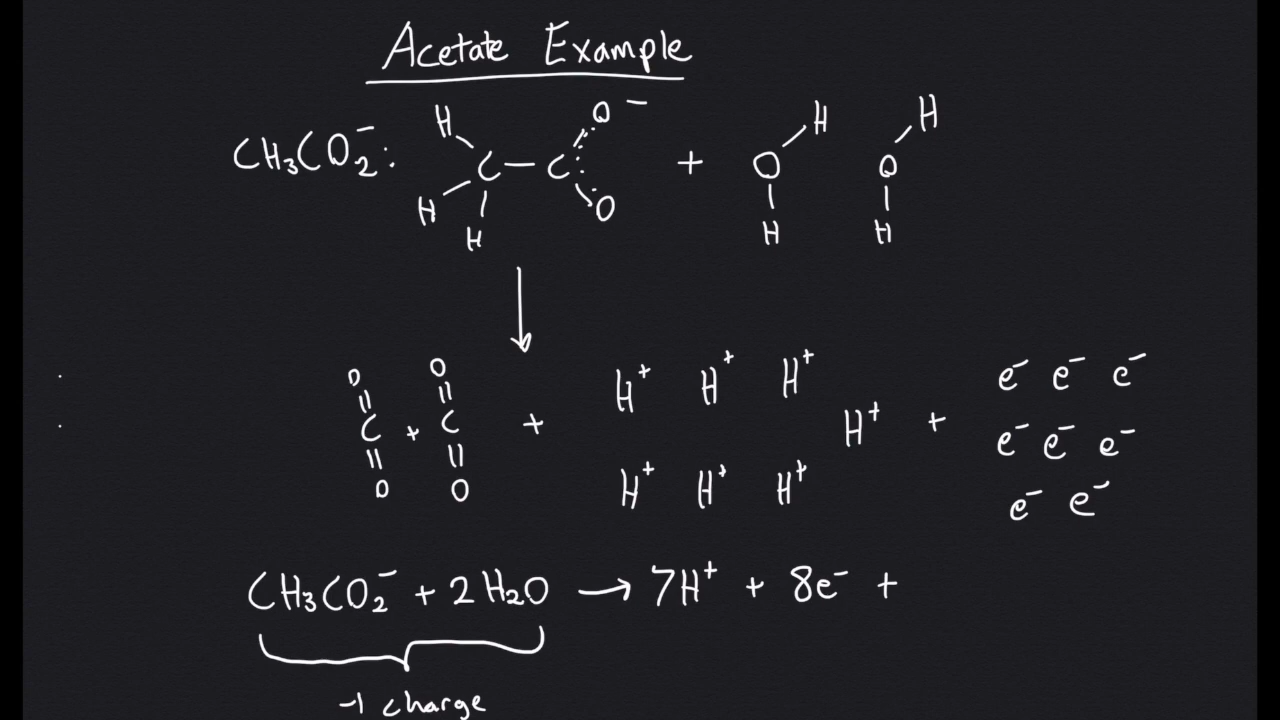 Acetate Example
CH₃CO₂⁻:
H
O⁻
H
H
C – C
+
O
O
H
O
H
H
H
O
O
H⁺ H⁺ H⁺
e⁻ e⁻ e⁻
C + C
+
H⁺
+
e⁻ e⁻ e⁻
O
O
H⁺ H⁺ H⁺
e⁻ e⁻
CH₃CO₂⁻ + 2H₂O → 7H⁺ + 8e⁻ +
-1 charge